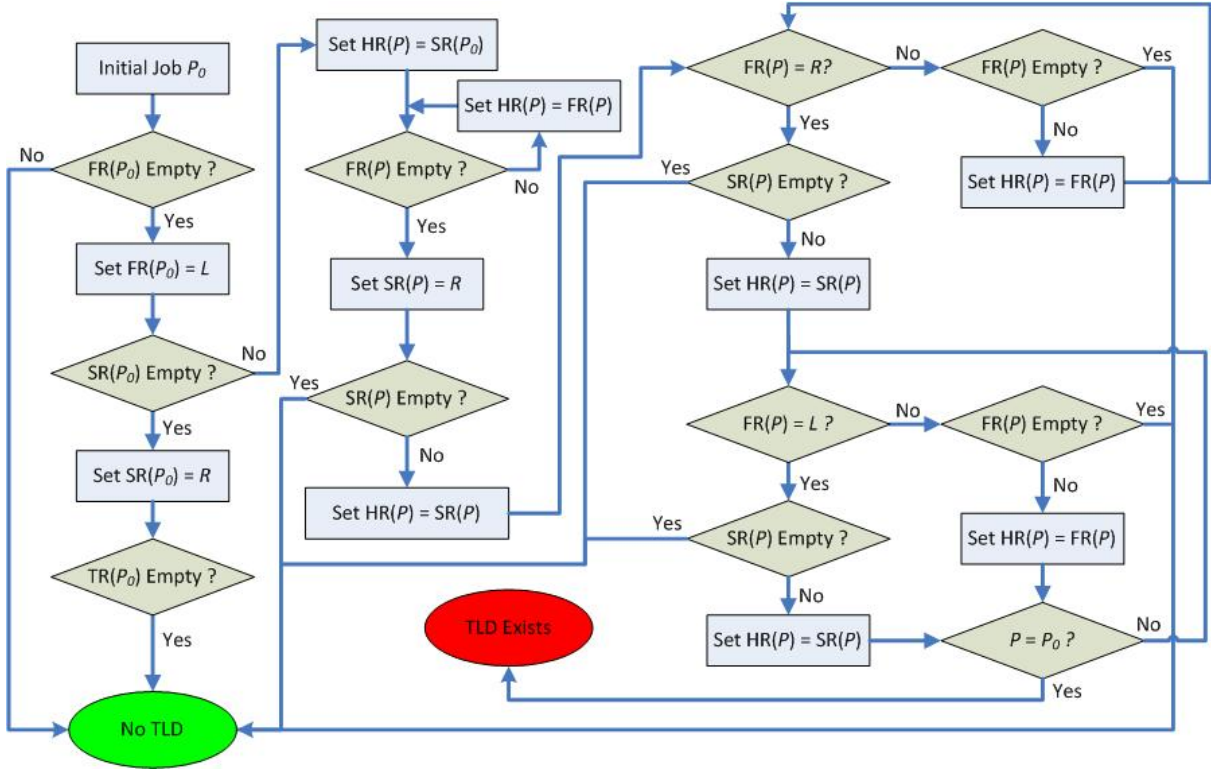 Initial Job P₀
FR(P₀) Empty ?
No
Yes
Set FR(P₀) = L
SR(P₀) Empty ?
No
Yes
Set SR(P₀) = R
TR(P₀) Empty ?
Yes
No TLD
Set HR(P) = SR(P₀)
Set HR(P) = FR(P)
FR(P) Empty ?
No
Yes
Set SR(P) = R
SR(P) Empty ?
Yes
No
Set HR(P) = SR(P)
TLD Exists
FR(P) = R?
No
Yes
FR(P) Empty ?
Yes
No
Set HR(P) = FR(P)
SR(P) Empty ?
Yes
No
Set HR(P) = SR(P)
FR(P) = L ?
No
Yes
FR(P) Empty ?
Yes
No
Set HR(P) = FR(P)
SR(P) Empty ?
Yes
No
Set HR(P) = SR(P)
P = P₀ ?
No
Yes